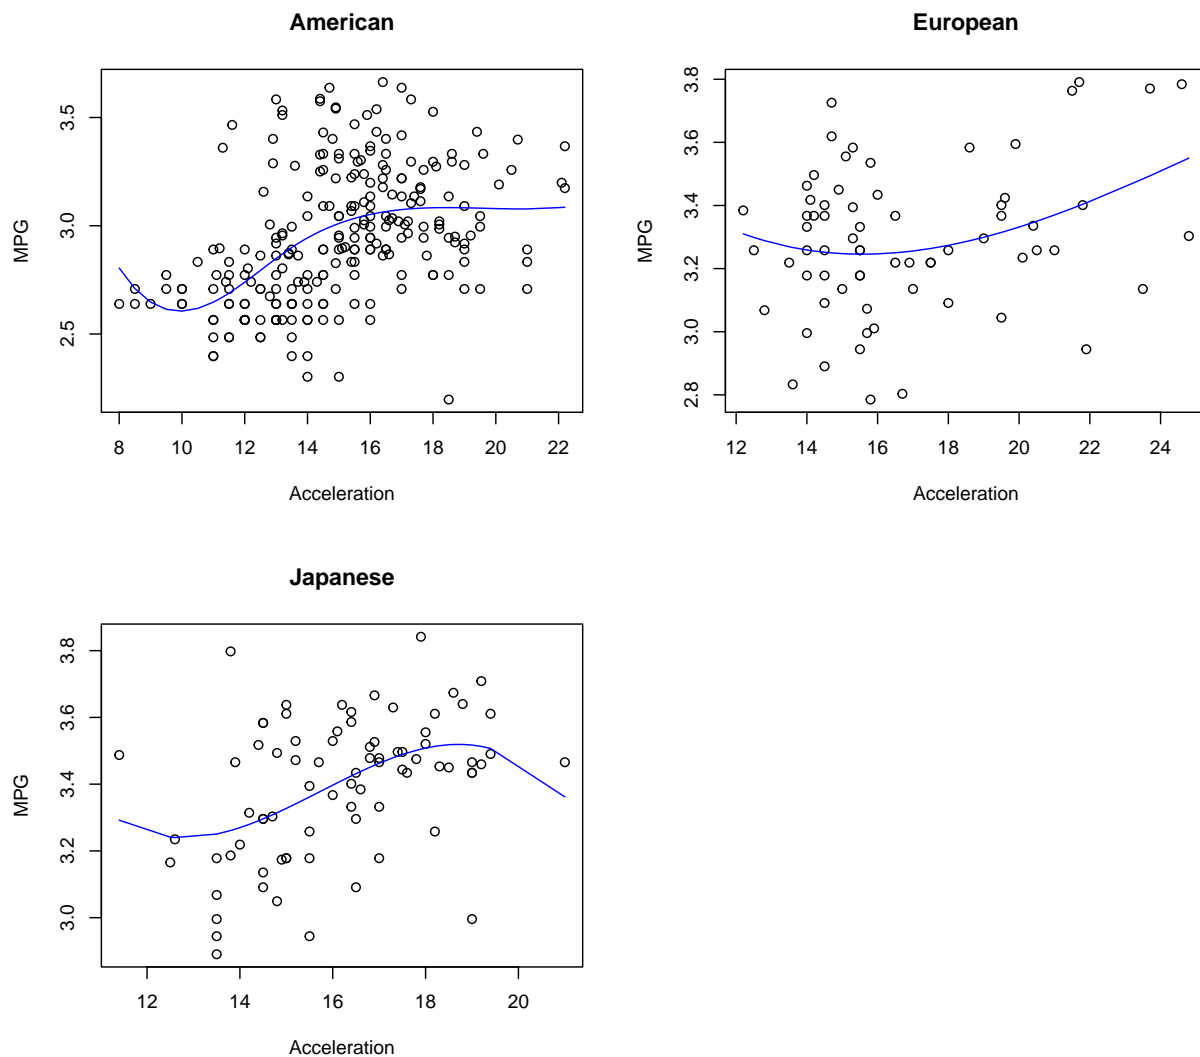 American
MPG
3.5
3.0
2.5
8 10 12 14 16 18 20 22
Acceleration
European
MPG
3.8
3.6
3.4
3.2
3.0
2.8
12 14 16 18 20 22 24
Acceleration
Japanese
MPG
3.8
3.6
3.4
3.2
3.0
12 14 16 18 20
Acceleration